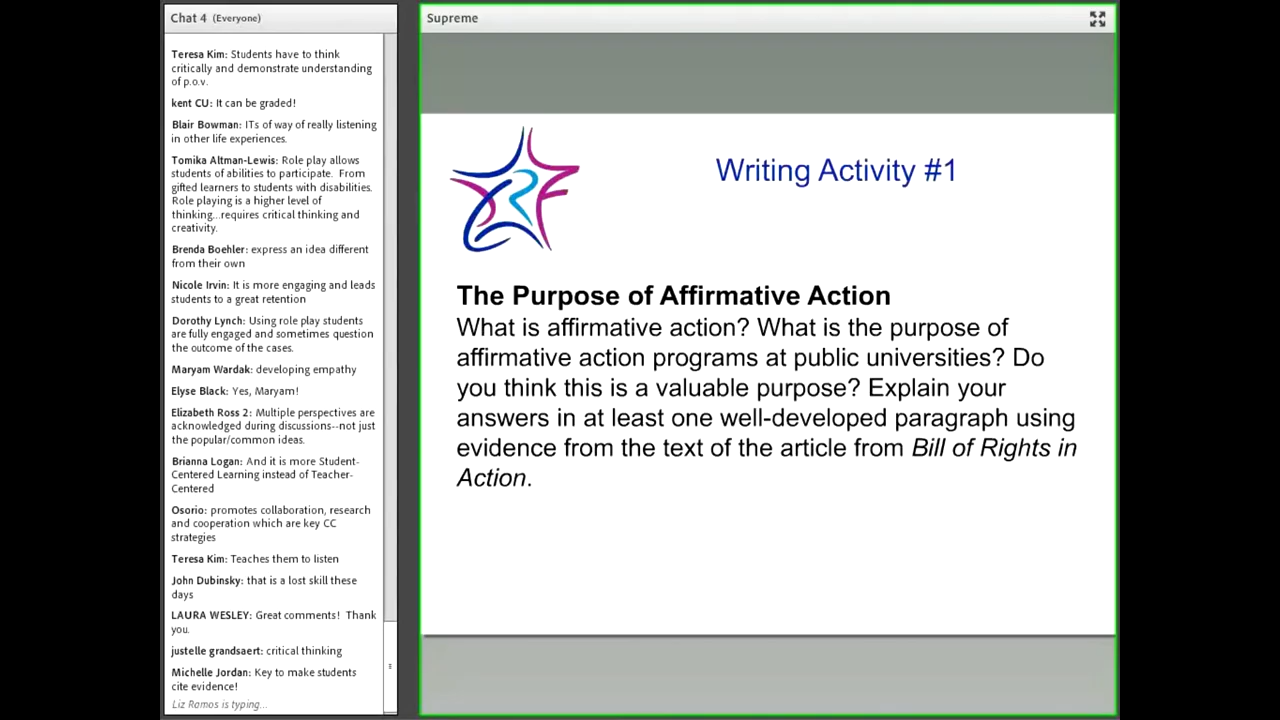 Chat 4 (Everyone)
Teresa Kim: Students have to think
critically and demonstrate understanding
of p.o.v.
kent CU: It can be graded!
Blair Bowman: ITs of way of really listening
in other life experiences.
Tomika Altman-Lewis: Role play allows
students of abilities to participate. From
gifted learners to students with disabilities.
Role playing is a higher level of
thinking...requires critical thinking and
creativity.
Brenda Boehler: express an idea different
from their own
Nicole Irvin: It is more engaging and leads
students to a great retention
Dorothy Lynch: Using role play students
are fully engaged and sometimes question
the outcome of the cases.
Maryam Wardak: developing empathy
Elyse Black: Yes, Maryam!
Elizabeth Ross 2: Multiple perspectives are
acknowledged during discussions--not just
the popular/common ideas.
Brianna Logan: And it is more Student-
Centered Learning instead of Teacher-
Centered
Osorio: promotes collaboration, research
and cooperation which are key CC
strategies
Teresa Kim: Teaches them to listen
John Dubinsky: that is a lost skill these
days
LAURA WESLEY: Great comments! Thank
you.
justelle grandsaert: critical thinking
Michelle Jordan: Key to make students
cite evidence!
Liz Ramos is typing...
Supreme
CRF
Writing Activity #1
The Purpose of Affirmative Action
What is affirmative action? What is the purpose of
affirmative action programs at public universities? Do
you think this is a valuable purpose? Explain your
answers in at least one well-developed paragraph using
evidence from the text of the article from Bill of Rights in
Action.